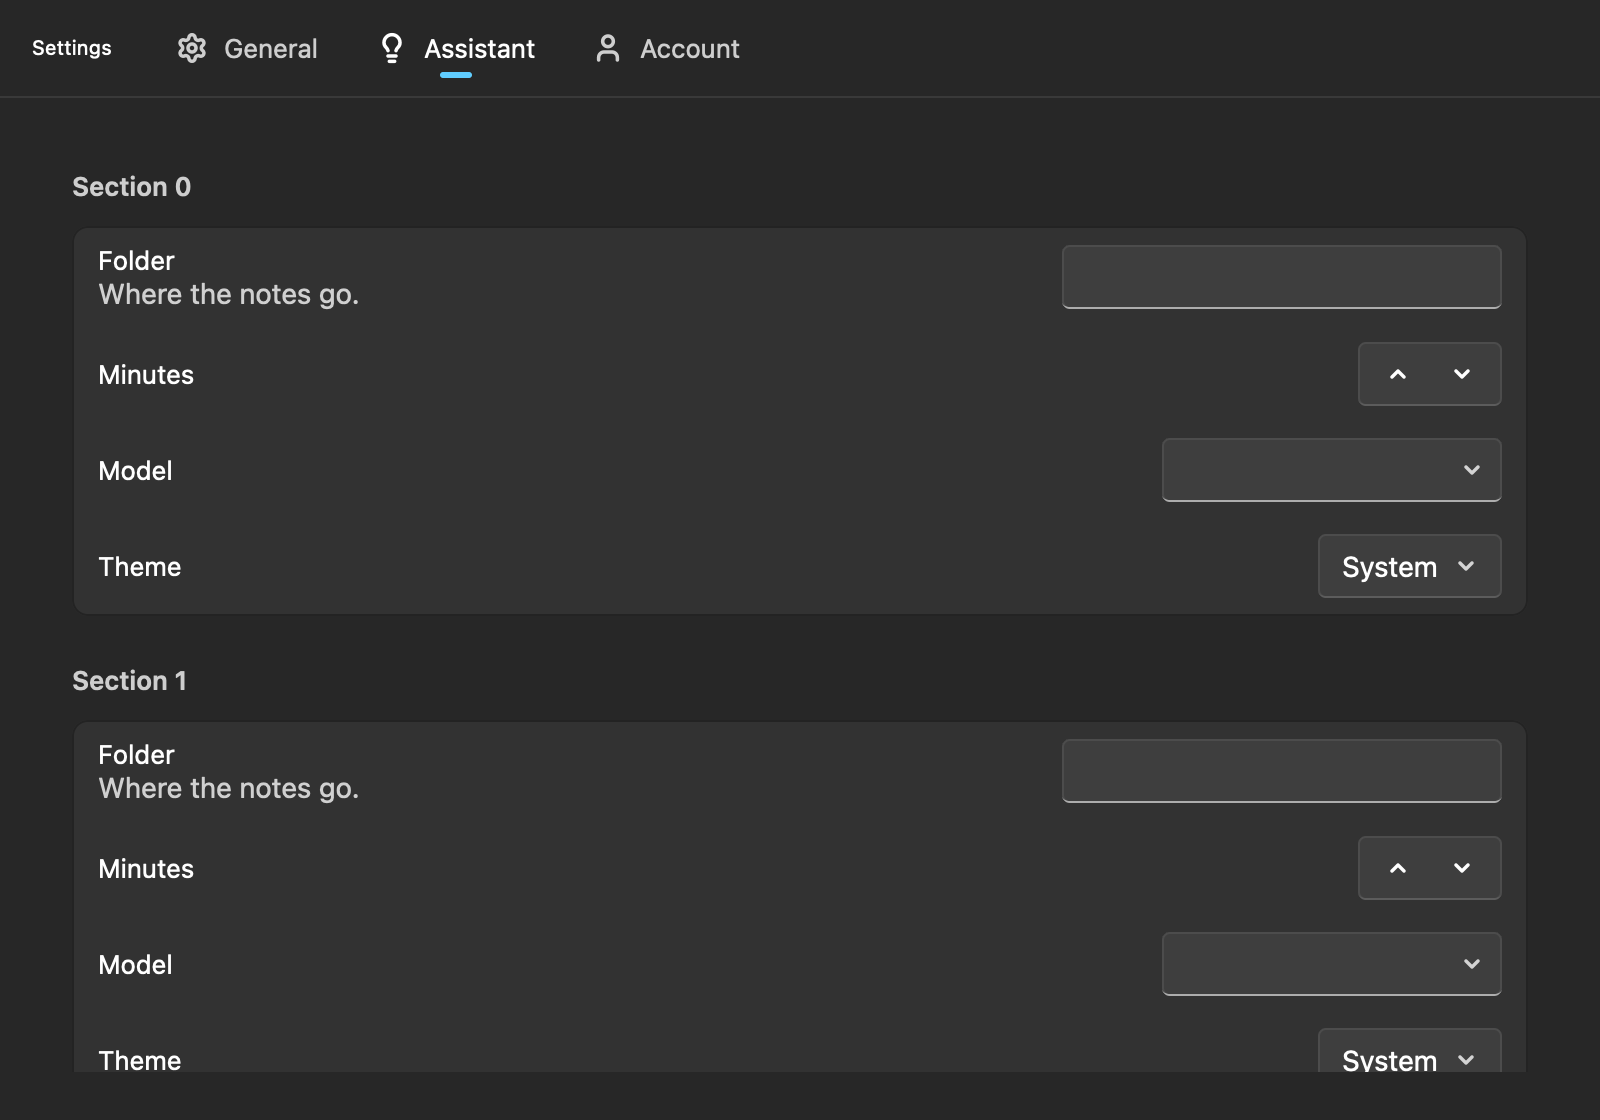 Settings General Assistant Account
Section 0
Folder
Where the notes go.
Minutes
Model
Theme System
Section 1
Folder
Where the notes go.
Minutes
Model
Theme System